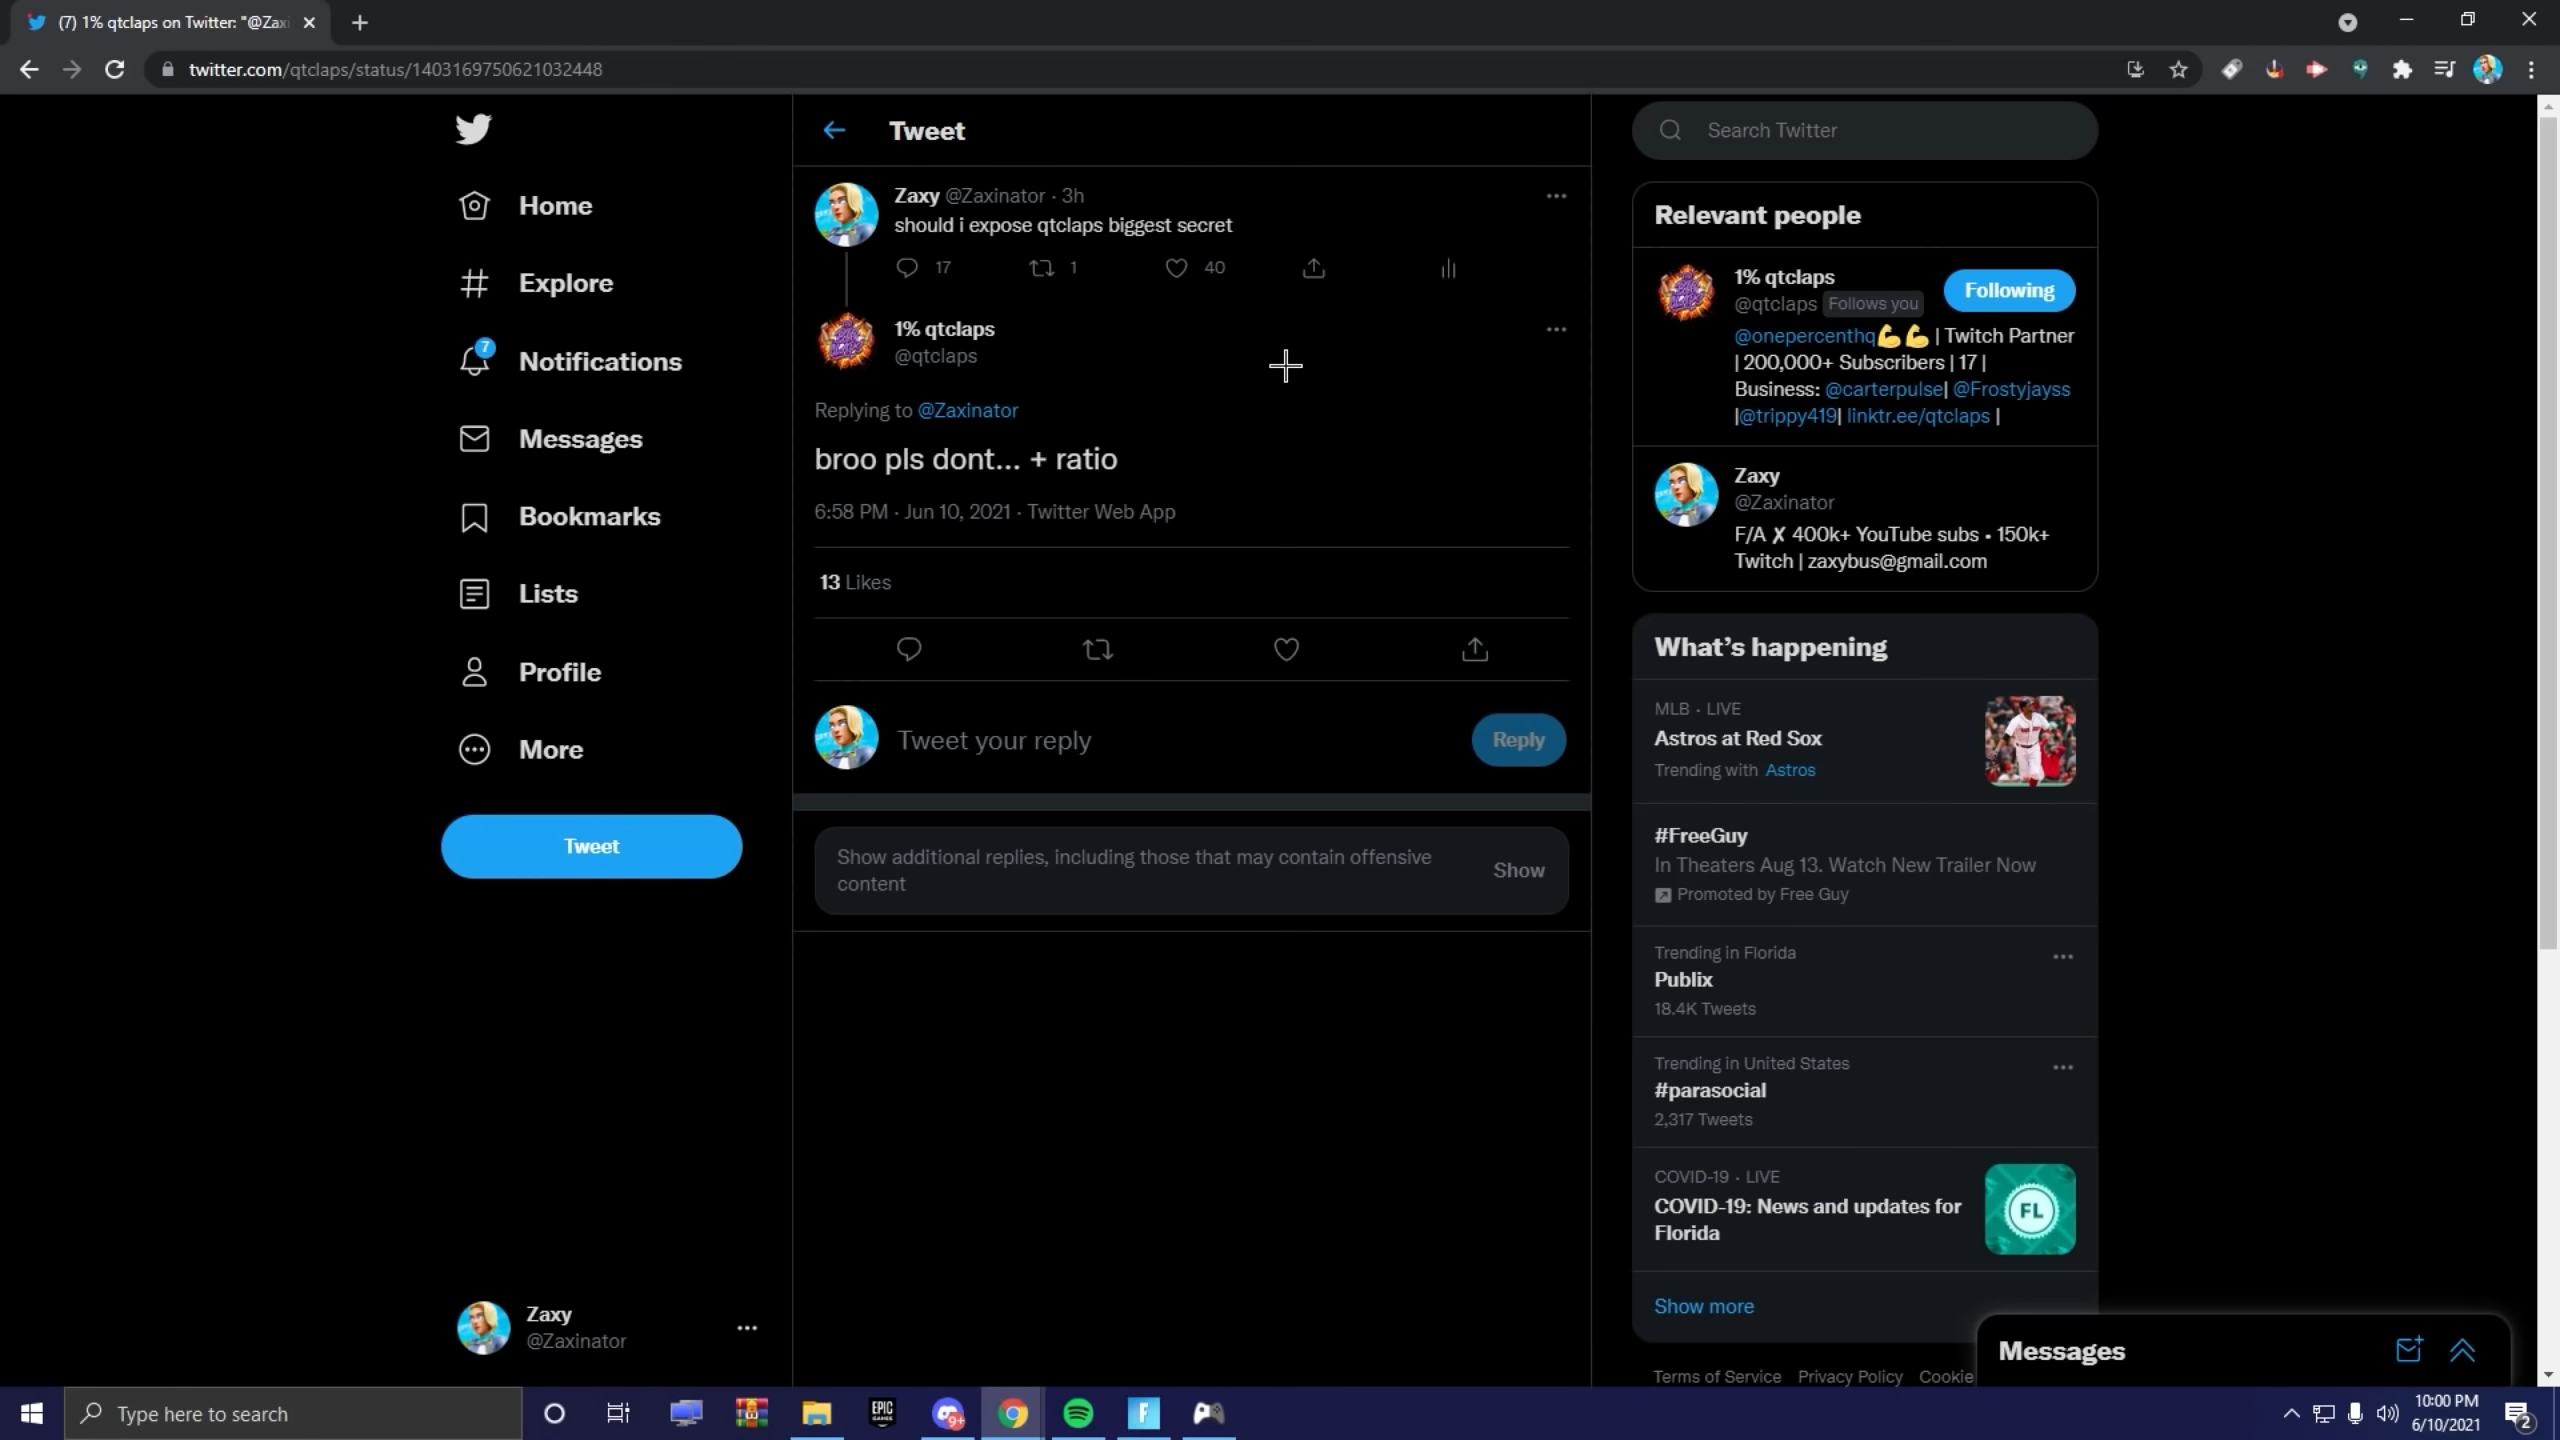 (7) 1% qtclaps on Twitter: "@Zaxi
twitter.com/qtclaps/status/1403169750621032448
Home
Explore
7
Notifications
Messages
Bookmarks
Lists
Profile
More
Tweet
Zaxy
@Zaxinator
Tweet
Zaxy @Zaxinator · 3h
should i expose qtclaps biggest secret
17 1 40
1% qtclaps
@qtclaps
Replying to @Zaxinator
broo pls dont... + ratio
6:58 PM · Jun 10, 2021 · Twitter Web App
13 Likes
Tweet your reply
Reply
Show additional replies, including those that may contain offensive
content
Show
Search Twitter
Relevant people
1% qtclaps
@qtclaps Follows you
Following
@onepercenthq💪💪 | Twitch Partner
| 200,000+ Subscribers | 17 |
Business: @carterpulse| @Frostyjayss
|@trippy419| linktr.ee/qtclaps |
Zaxy
@Zaxinator
F/A ✗ 400k+ YouTube subs • 150k+
Twitch | zaxybus@gmail.com
What's happening
MLB · LIVE
Astros at Red Sox
Trending with Astros
#FreeGuy
In Theaters Aug 13. Watch New Trailer Now
Promoted by Free Guy
Trending in Florida
Publix
18.4K Tweets
Trending in United States
#parasocial
2,317 Tweets
COVID-19 · LIVE
COVID-19: News and updates for
Florida
FL
Show more
Terms of Service Privacy Policy Cookie
Messages
Type here to search
EPIC
GAMES
9+
F
10:00 PM
6/10/2021
2